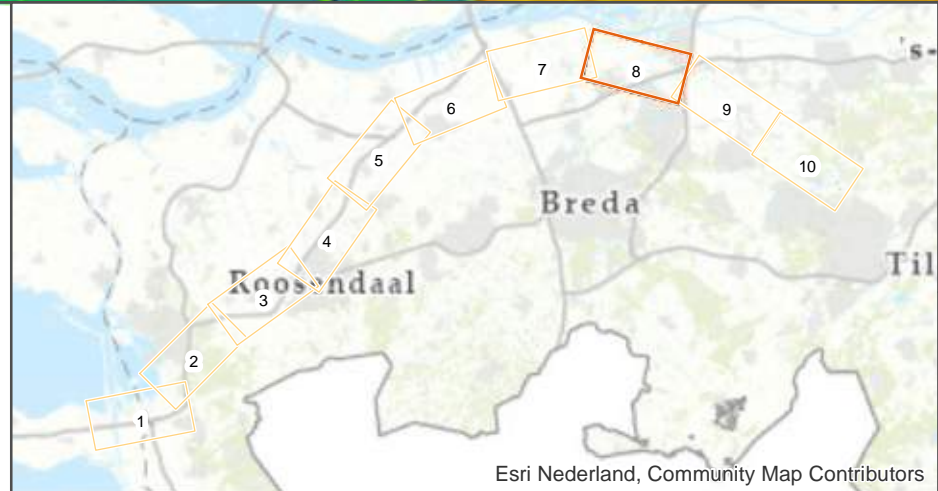 's-
7
8
6
9
5
10
Breda
4
Til
Roosendaal
3
2
1
Esri Nederland, Community Map Contributors